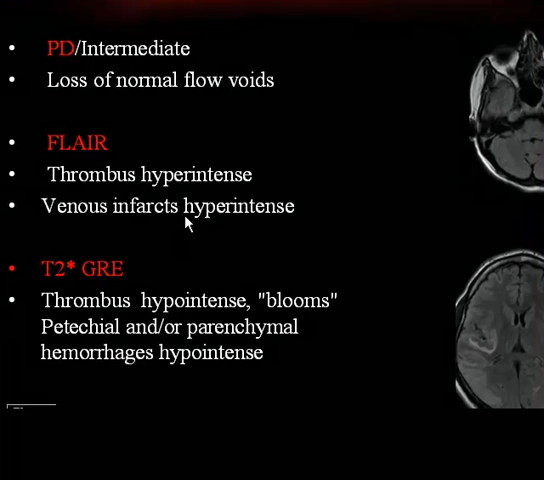 • PD/Intermediate
• Loss of normal flow voids
• FLAIR
• Thrombus hyperintense
• Venous infarcts hyperintense
• T2* GRE
• Thrombus hypointense, "blooms"
Petechial and/or parenchymal
hemorrhages hypointense